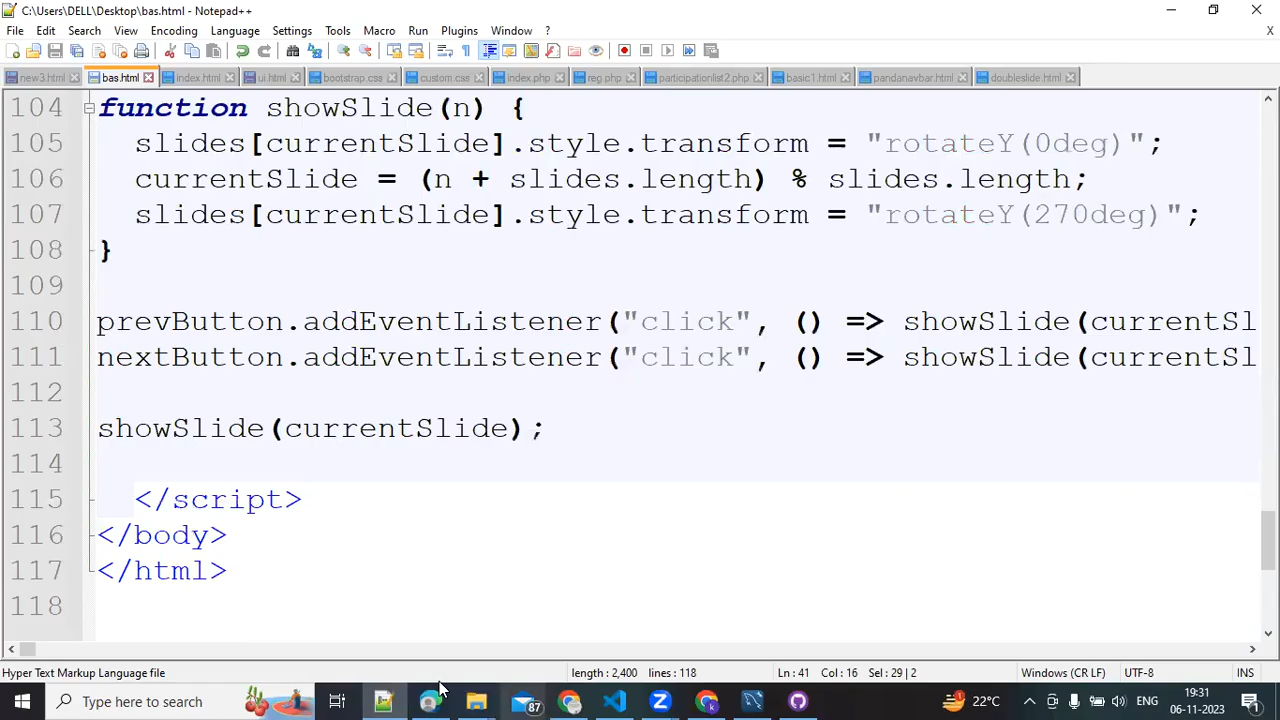 C:\Users\DELL\Desktop\bas.html - Notepad++
File Edit Search View Encoding Language Settings Tools Macro Run Plugins Window ?
new3.html bas.html index.html ui.html bootstrap.css custom.css index.php reg.php participationlist2.php basic1.html pandanavbar.html doubleslide.html
104 function showSlide(n) {
105 slides[currentSlide].style.transform = "rotateY(0deg)";
106 currentSlide = (n + slides.length) % slides.length;
107 slides[currentSlide].style.transform = "rotateY(270deg)";
108 }
109
110 prevButton.addEventListener("click", () => showSlide(currentSl
111 nextButton.addEventListener("click", () => showSlide(currentSl
112
113 showSlide(currentSlide);
114
115 </script>
116 </body>
117 </html>
118
Hyper Text Markup Language file length : 2,400 lines : 118 Ln : 41 Col : 16 Sel : 29 | 2 Windows (CR LF) UTF-8 INS
Type here to search 87 22°C ENG 19:31
06-11-2023